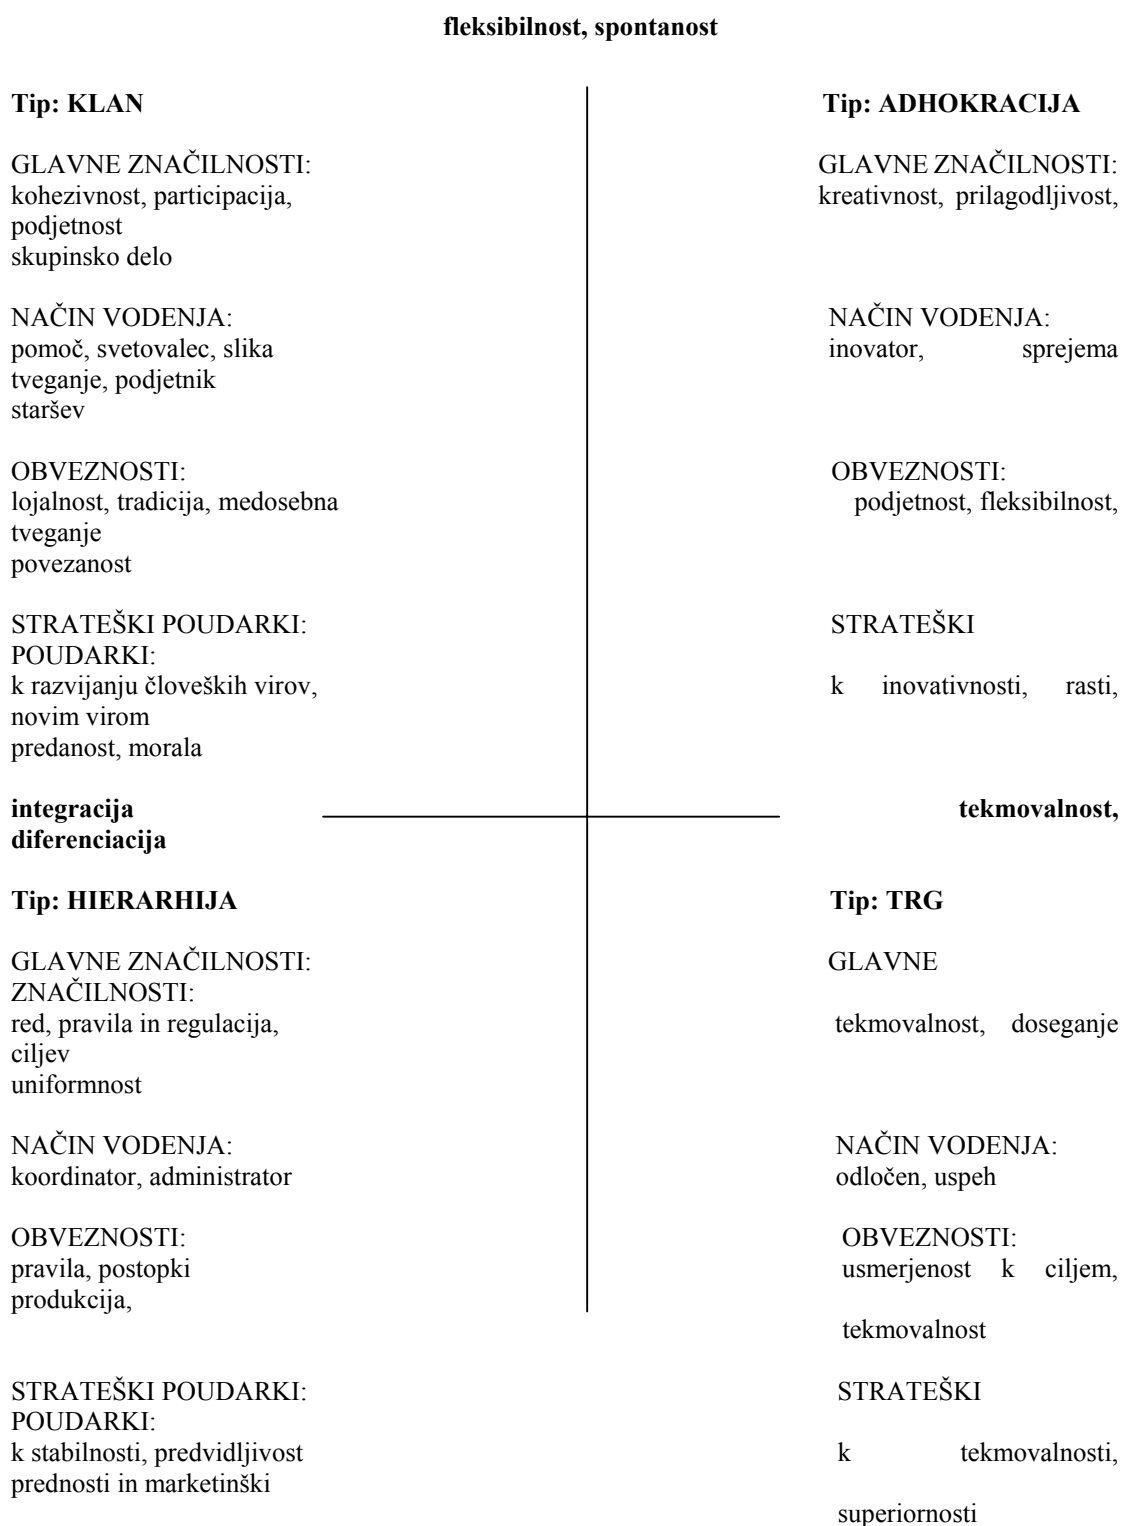 fleksibilnost, spontanost
Tip: KLAN Tip: ADHOKRACIJA
GLAVNE ZNAČILNOSTI: GLAVNE ZNAČILNOSTI:
kohezivnost, participacija, kreativnost, prilagodljivost,
podjetnost
skupinsko delo
NAČIN VODENJA: NAČIN VODENJA:
pomoč, svetovalec, slika inovator, sprejema
tveganje, podjetnik
staršev
OBVEZNOSTI: OBVEZNOSTI:
lojalnost, tradicija, medosebna podjetnost, fleksibilnost,
tveganje
povezanost
STRATEŠKI POUDARKI: STRATEŠKI
POUDARKI:
k razvijanju človeških virov, k inovativnosti, rasti,
novim virom
predanost, morala
integracija tekmovalnost,
diferenciacija
Tip: HIERARHIJA Tip: TRG
GLAVNE ZNAČILNOSTI: GLAVNE
ZNAČILNOSTI:
red, pravila in regulacija, tekmovalnost, doseganje
ciljev
uniformnost
NAČIN VODENJA: NAČIN VODENJA:
koordinator, administrator odločen, uspeh
OBVEZNOSTI: OBVEZNOSTI:
pravila, postopki usmerjenost k ciljem,
produkcija,
tekmovalnost
STRATEŠKI POUDARKI: STRATEŠKI
POUDARKI:
k stabilnosti, predvidljivost k tekmovalnosti,
prednosti in marketinški
superiornosti